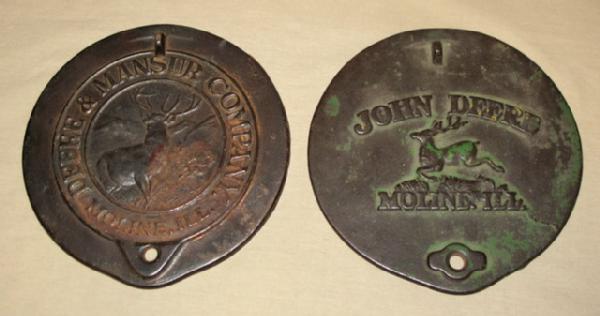 DEERE & MANSUR COMPANY
MOLINE, ILL.
JOHN DEERE
MOLINE, ILL.